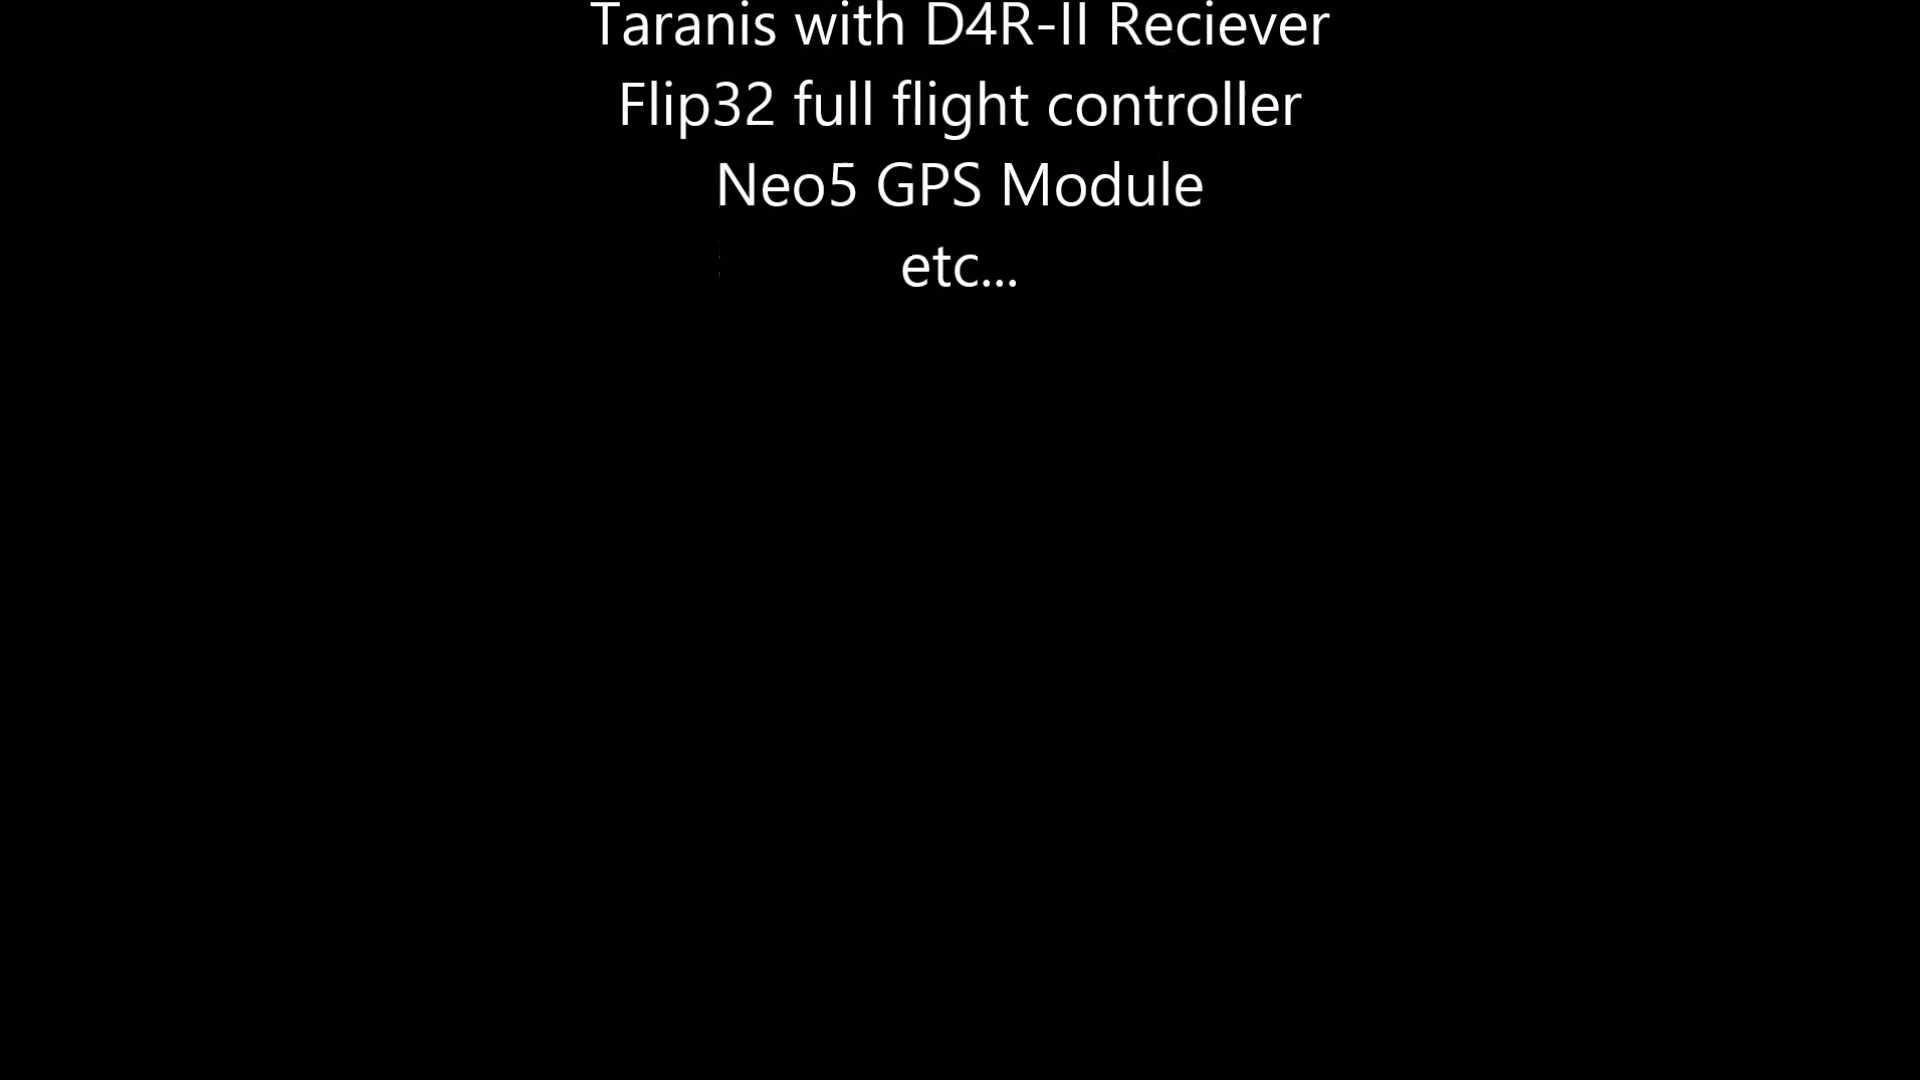 Taranis with D4R-II Reciever
Flip32 full flight controller
Neo5 GPS Module
etc...